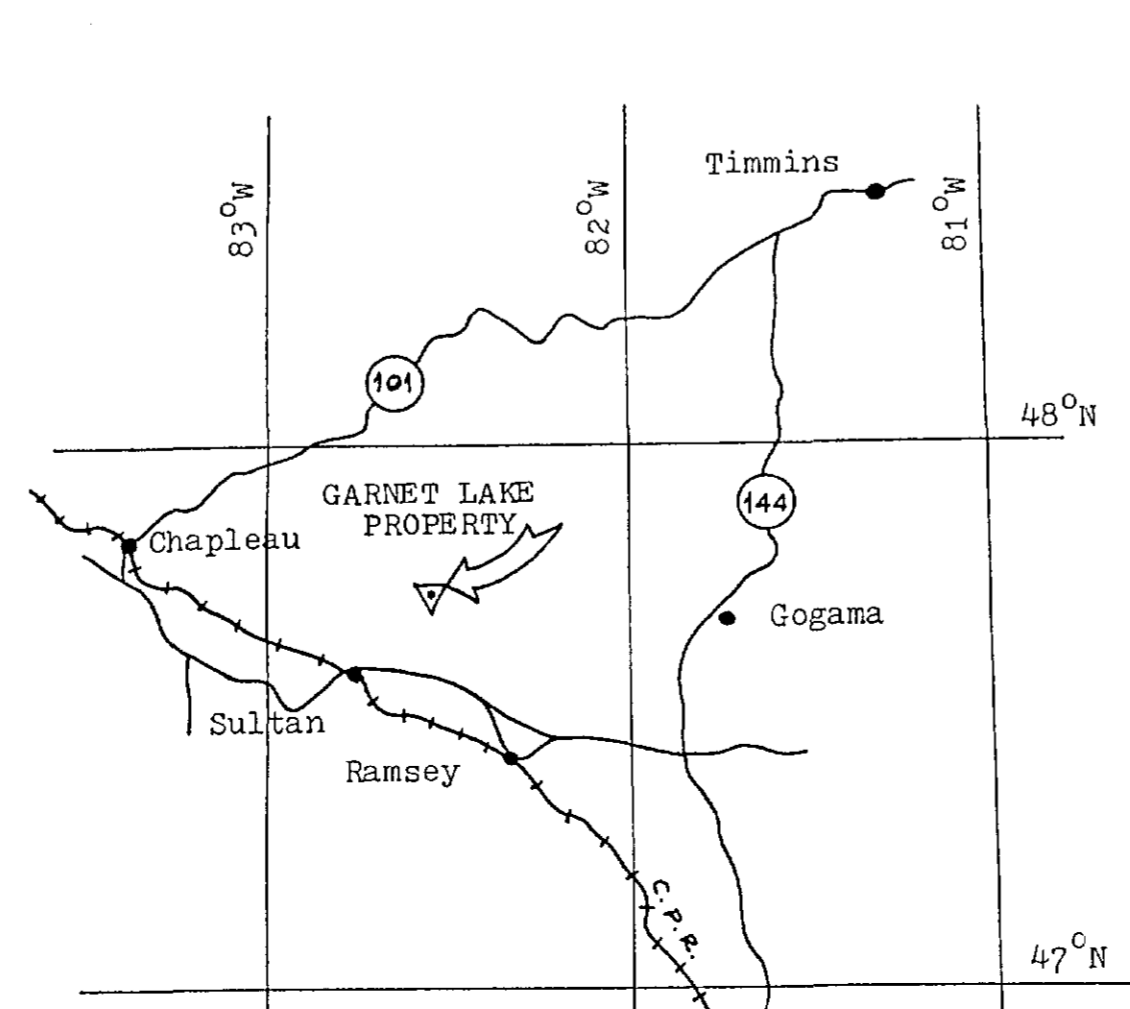 Timmins
83°W
82°W
81°W
101
48°N
GARNET LAKE
PROPERTY
144
Chapleau
Gogama
Sultan
Ramsey
C.P.R.
47°N